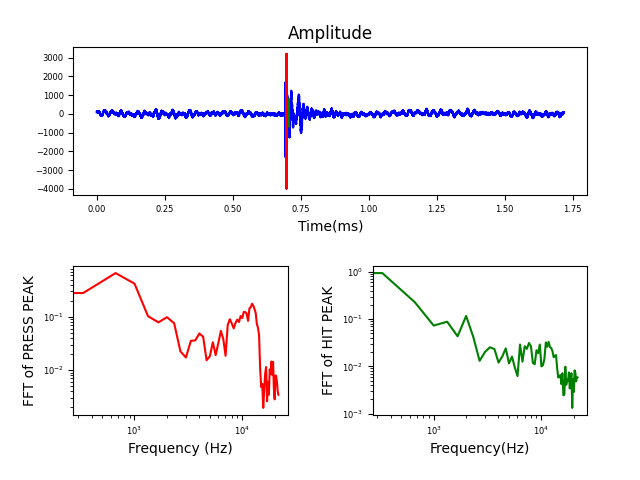 Amplitude
3000
2000
1000
0
−1000
−2000
−3000
−4000
0.00 0.25 0.50 0.75 1.00 1.25 1.50 1.75
Time(ms)
FFT of PRESS PEAK
10⁻¹
10⁻²
10³ 10⁴
Frequency (Hz)
FFT of HIT PEAK
10⁰
10⁻¹
10⁻²
10⁻³
10³ 10⁴
Frequency(Hz)